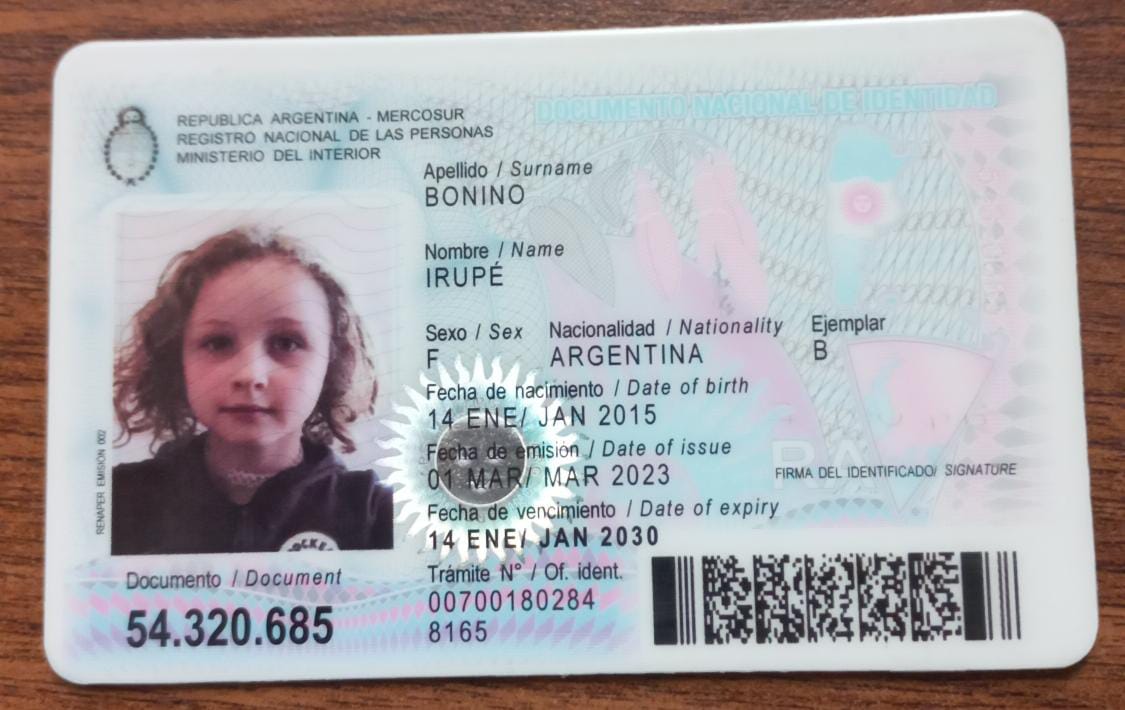 DOCUMENTO NACIONAL DE IDENTIDAD
REPUBLICA ARGENTINA - MERCOSUR
REGISTRO NACIONAL DE LAS PERSONAS
MINISTERIO DEL INTERIOR
Apellido / Surname
BONINO
Nombre / Name
IRUPÉ
Sexo / Sex Nacionalidad / Nationality Ejemplar
F ARGENTINA B
Fecha de nacimiento / Date of birth
14 ENE/ JAN 2015
Fecha de emisión / Date of issue
01 MAR/ MAR 2023
FIRMA DEL IDENTIFICADO/ SIGNATURE
Fecha de vencimiento / Date of expiry
14 ENE/ JAN 2030
RENAPER EMISIÓN 002
Documento / Document
54.320.685
Trámite N° / Of. ident.
00700180284
8165